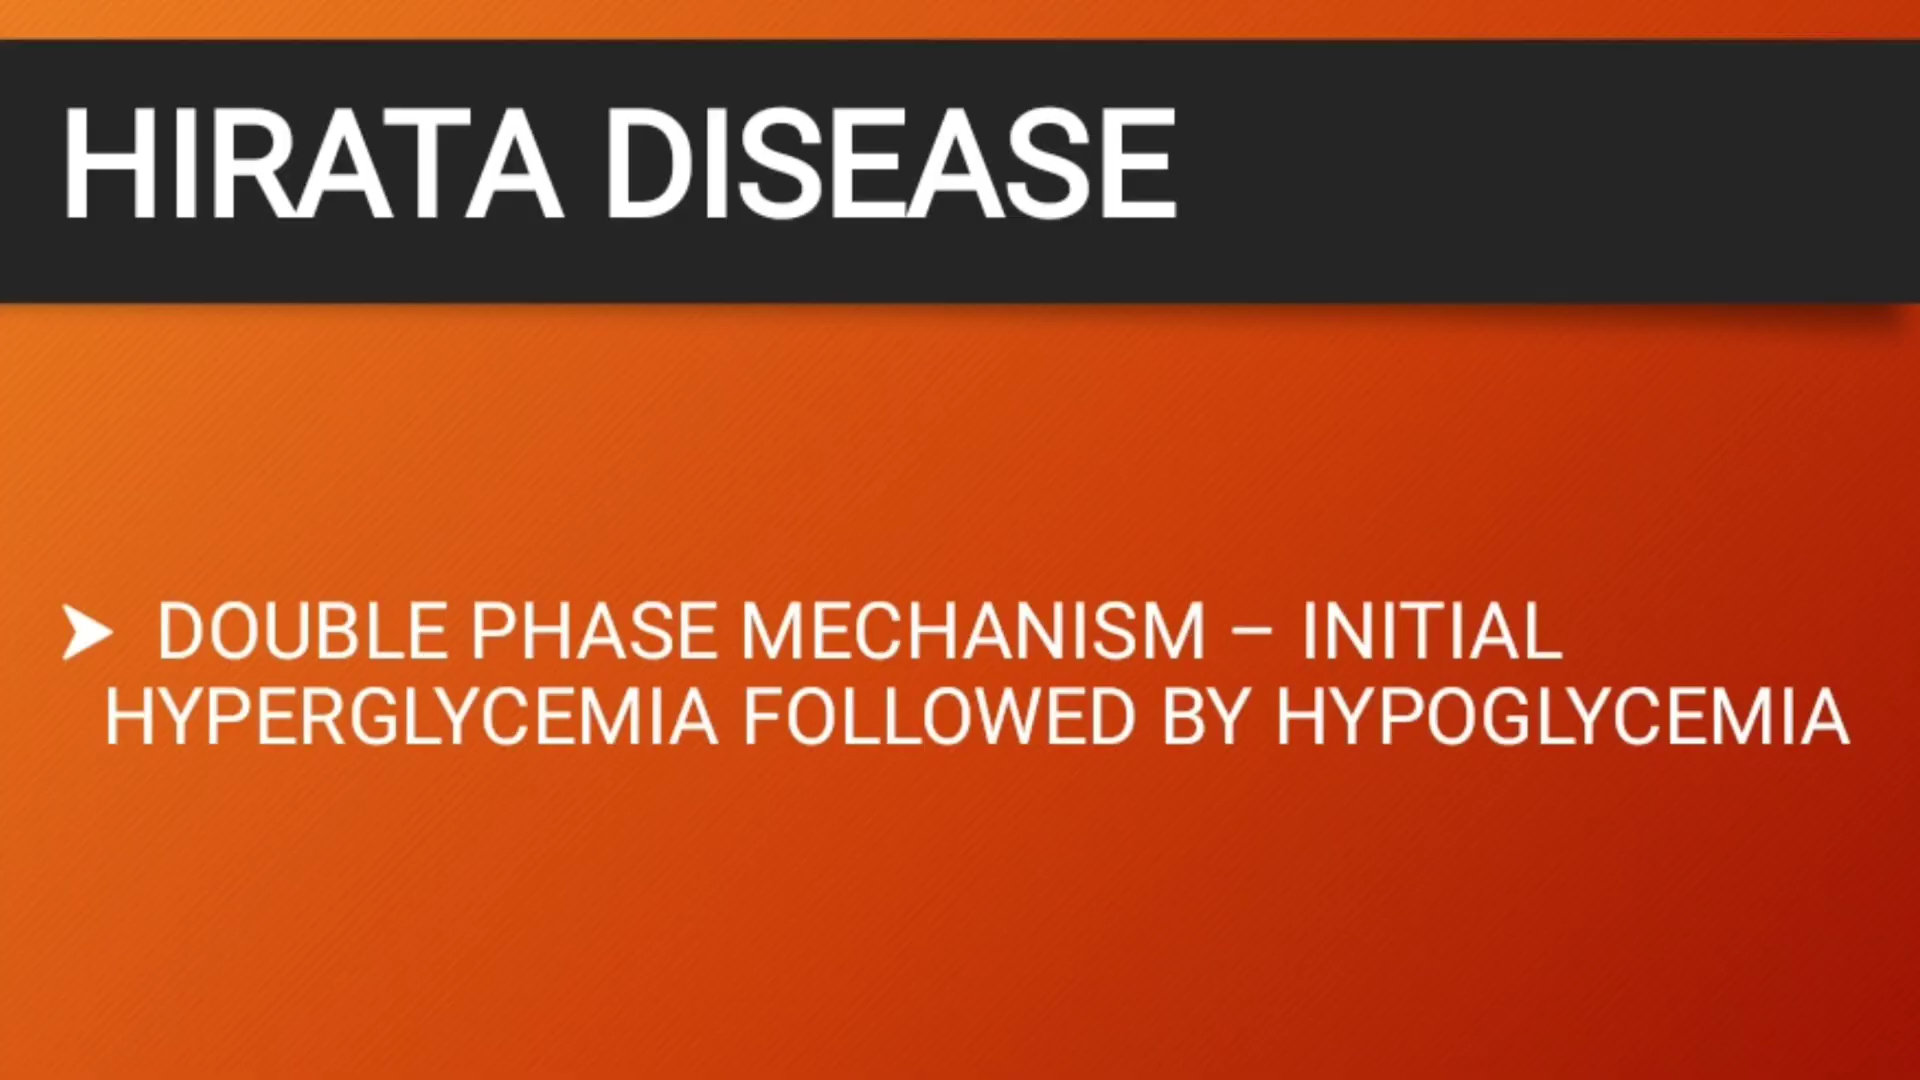 HIRATA DISEASE
➤ DOUBLE PHASE MECHANISM – INITIAL
HYPERGLYCEMIA FOLLOWED BY HYPOGLYCEMIA